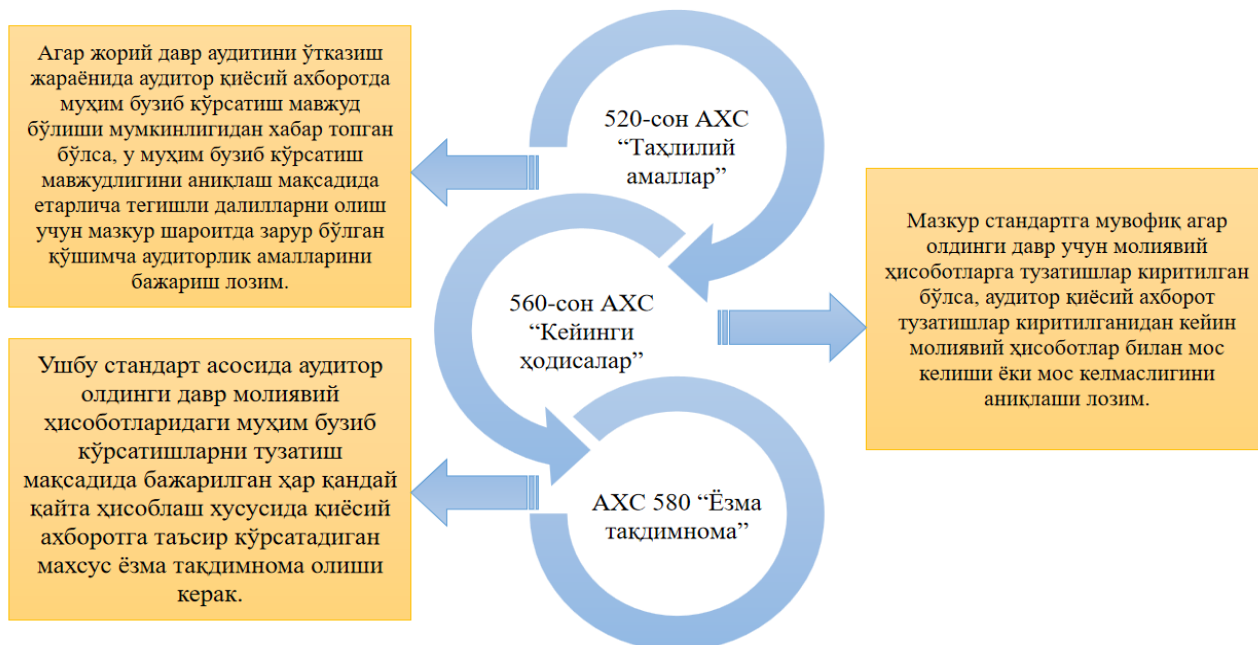 Агар жорий давр аудитини ўтказиш
жараёнида аудитор қиёсий ахборотда
муҳим бузиб кўрсатиш мавжуд
бўлиши мумкинлигидан хабар топган
бўлса, у муҳим бузиб кўрсатиш
мавжудлигини аниқлаш мақсадида
етарлича тегишли далилларни олиш
учун мазкур шароитда зарур бўлган
қўшимча аудиторлик амалларини
бажариш лозим.
520-сон АХС
“Таҳлилий
амаллар”
560-сон АХС
“Кейинги
ҳодисалар”
Мазкур стандартга мувофиқ агар
олдинги давр учун молиявий
ҳисоботларга тузатишлар киритилган
бўлса, аудитор қиёсий ахборот
тузатишлар киритилганидан кейин
молиявий ҳисоботлар билан мос
келиши ёки мос келмаслигини
аниқлаши лозим.
Ушбу стандарт асосида аудитор
олдинги давр молиявий
ҳисоботларидаги муҳим бузиб
кўрсатишларни тузатиш
мақсадида бажарилган ҳар қандай
қайта ҳисоблаш хусусида қиёсий
ахборотга таъсир кўрсатадиган
махсус ёзма тақдимнома олиши
керак.
АХС 580 “Ёзма
тақдимнома”